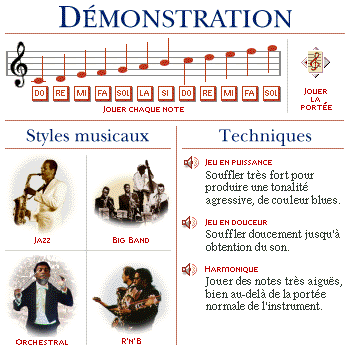 DÉMONSTRATION
DO RE MI FA SOL LA SI DO RE MI FA SOL
JOUER CHAQUE NOTE
JOUER
LA
PORTÉE
Styles musicaux
JAZZ
BIG BAND
ORCHESTRAL
R'N'B
Techniques
JEU EN PUISSANCE
Souffler très fort pour
produire une tonalité
agressive, de couleur blues.
JEU EN DOUCEUR
Souffler doucement jusqu'à
obtention du son.
HARMONIQUE
Jouer des notes très aiguës,
bien au-delà de la portée
normale de l'instrument.